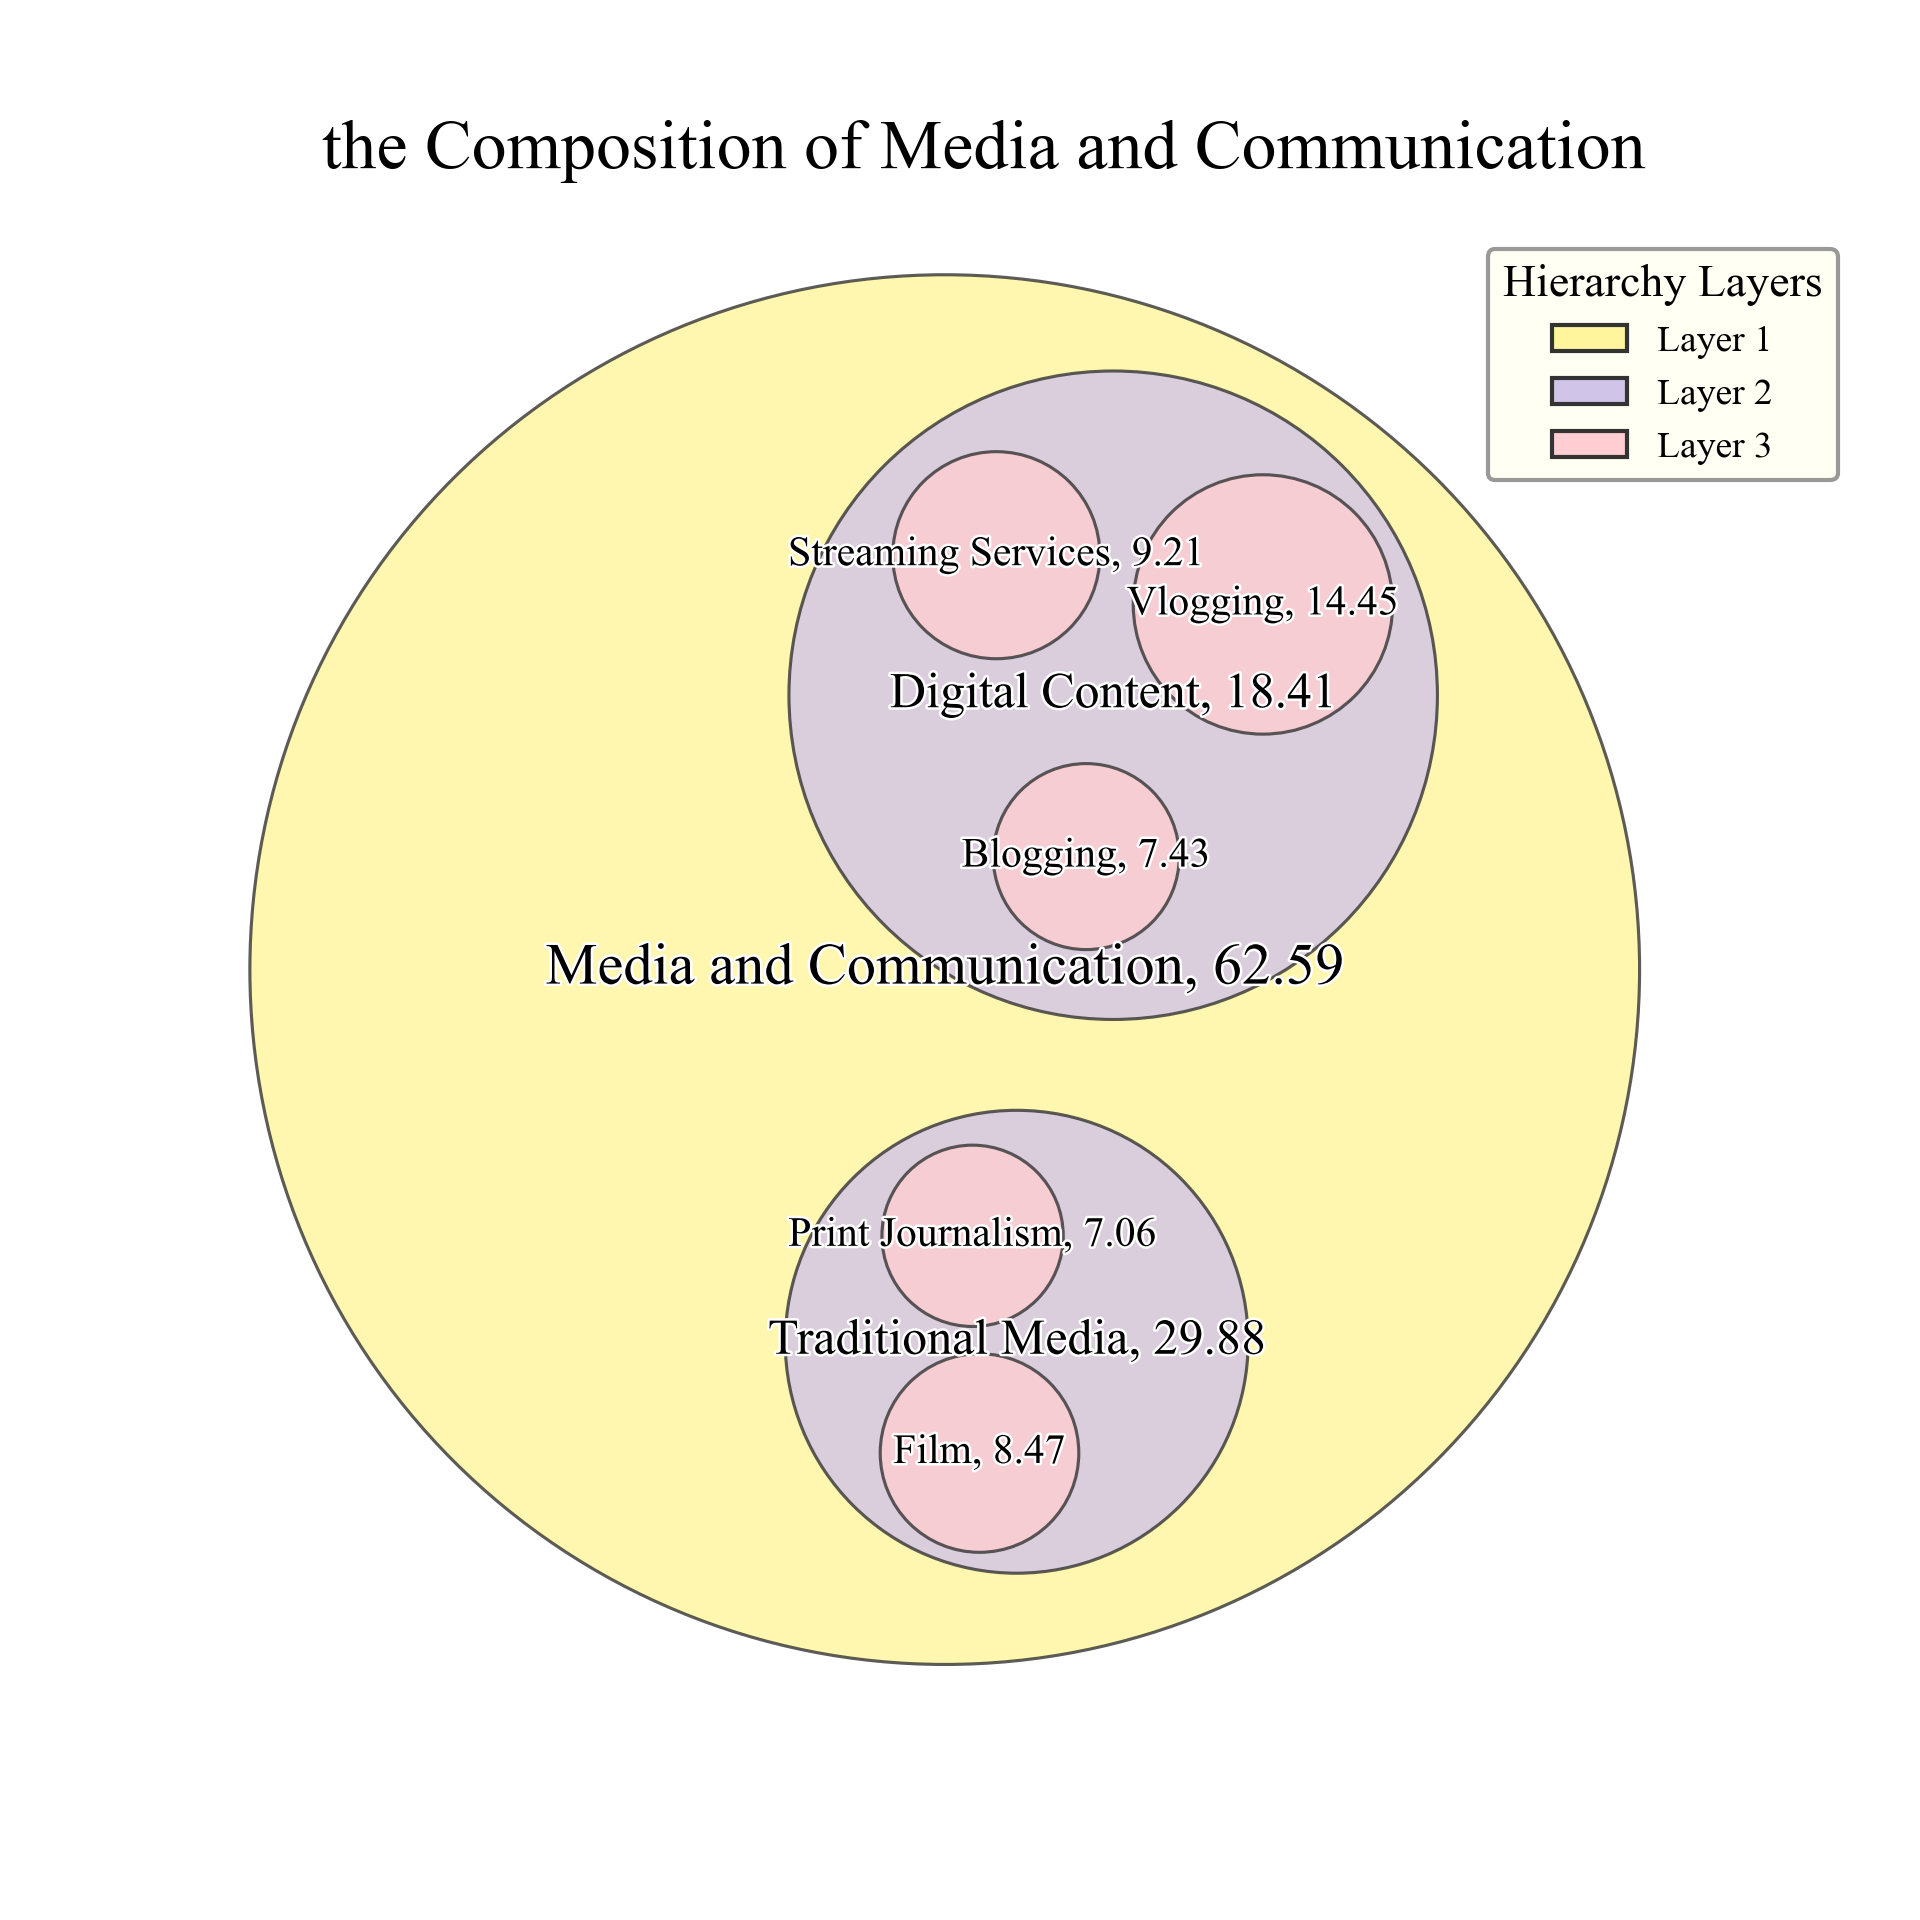 the Composition of Media and Communication
Hierarchy Layers
Layer 1
Layer 2
Layer 3
Streaming Services, 9.21
Vlogging, 14.45
Digital Content, 18.41
Blogging, 7.43
Media and Communication, 62.59
Print Journalism, 7.06
Traditional Media, 29.88
Film, 8.47